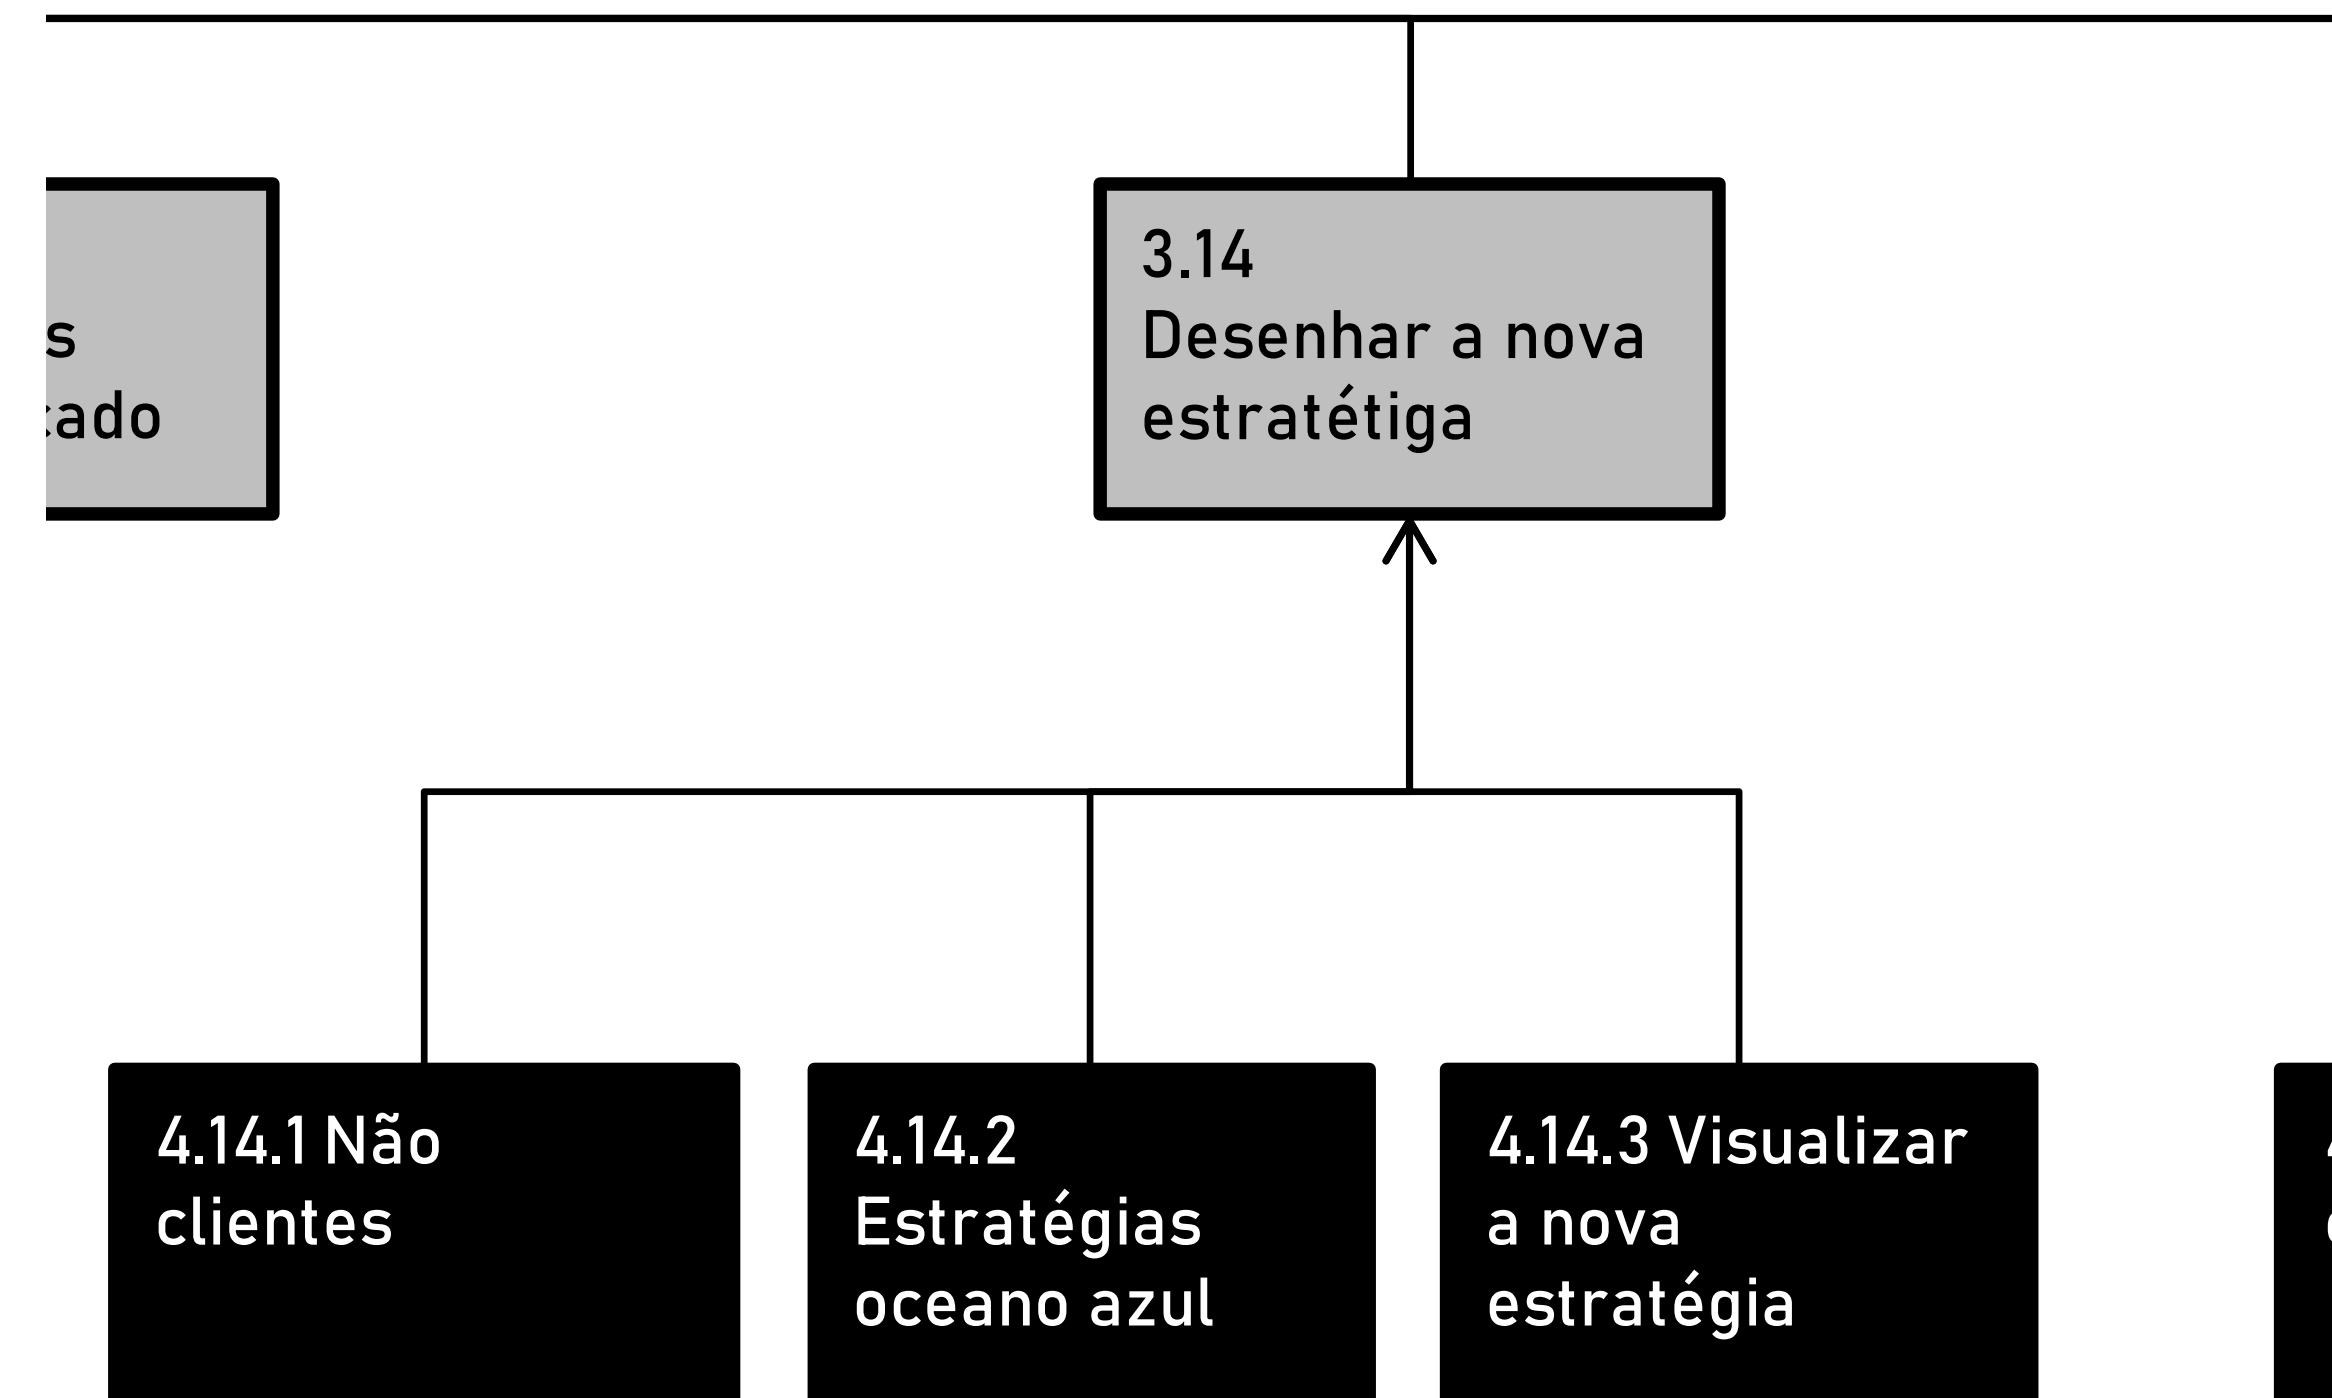 3.14
Desenhar a nova
estratétiga
4.14.1 Não
clientes
4.14.2
Estratégias
oceano azul
4.14.3 Visualizar
a nova
estratégia